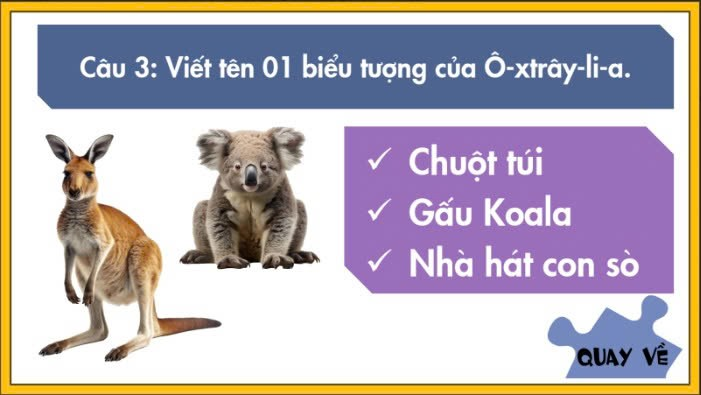 Câu 3: Viết tên 01 biểu tượng của Ô-xtrây-li-a.
✓ Chuột túi
✓ Gấu Koala
✓ Nhà hát con sò
QUAY VỀ